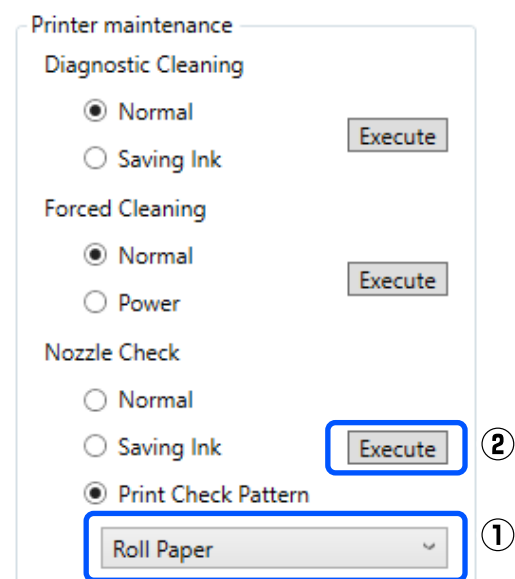 Printer maintenance
Diagnostic Cleaning
Normal
Execute
Saving Ink
Forced Cleaning
Normal
Execute
Power
Nozzle Check
Normal
Saving Ink
Execute
②
Print Check Pattern
Roll Paper
①